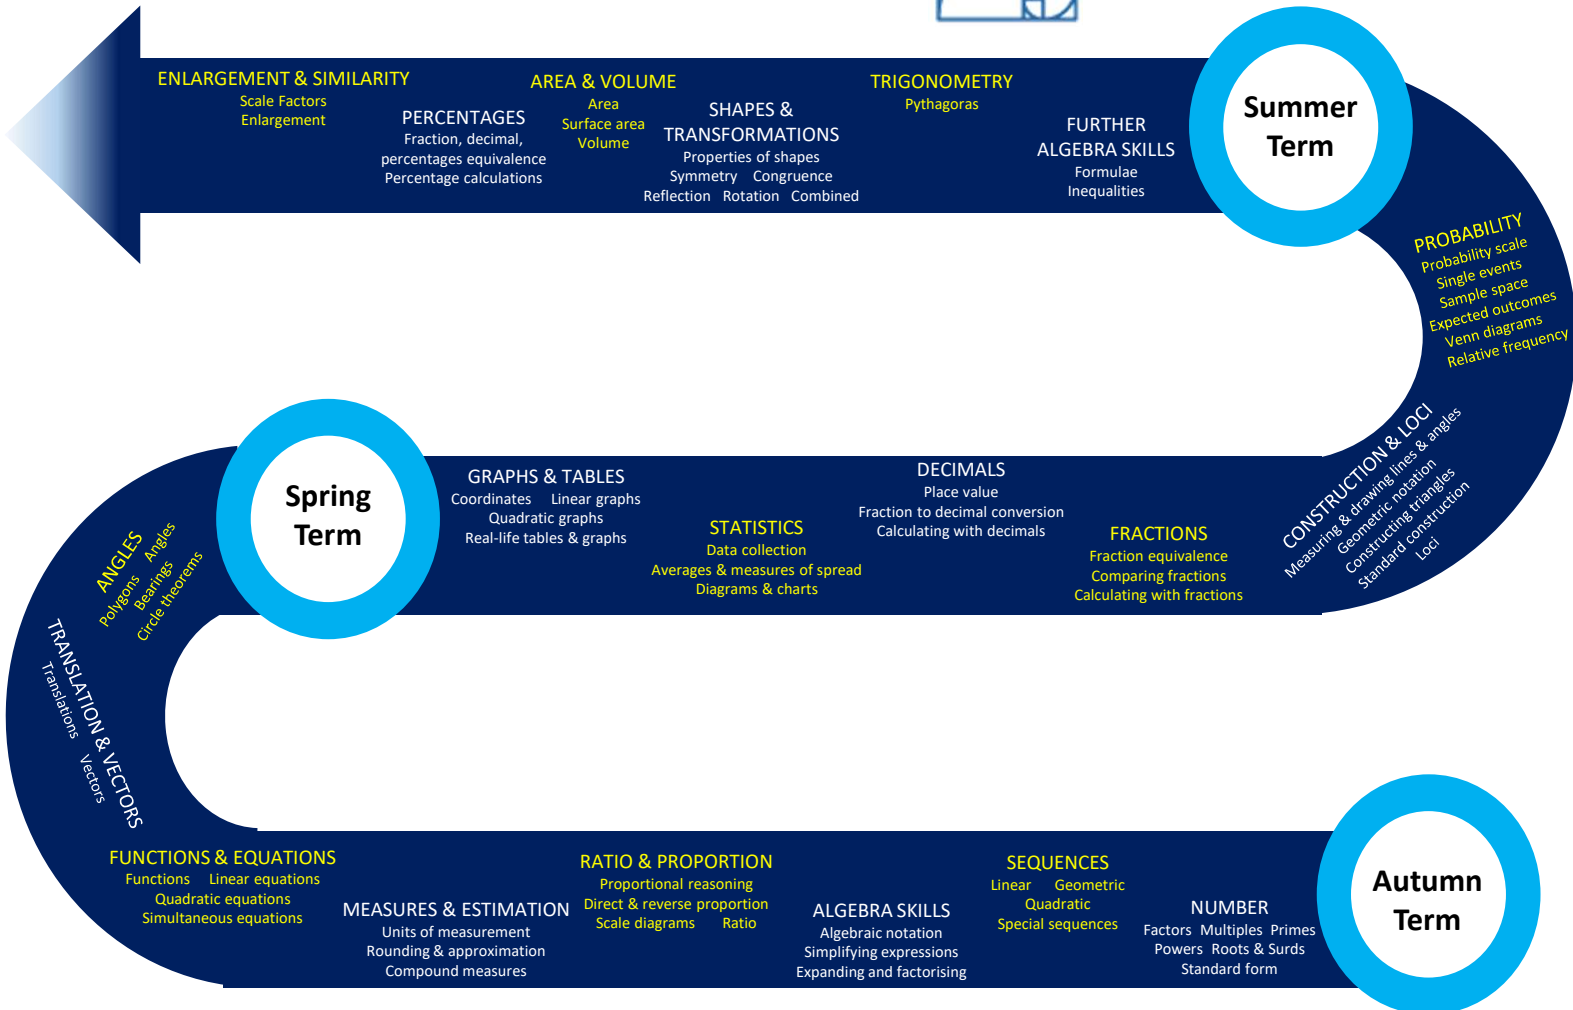 ENLARGEMENT & SIMILARITY
Scale Factors
Enlargement
PERCENTAGES
Fraction, decimal,
percentages equivalence
Percentage calculations
AREA & VOLUME
Area
Surface area
Volume
SHAPES &
TRANSFORMATIONS
Properties of shapes
Symmetry Congruence
Reflection Rotation Combined
TRIGONOMETRY
Pythagoras
FURTHER
ALGEBRA SKILLS
Formulae
Inequalities
Summer
Term
PROBABILITY
Probability scale
Single events
Sample space
Expected outcomes
Venn diagrams
Relative frequency
CONSTRUCTION & LOCI
Measuring & drawing lines & angles
Geometric notation
Constructing triangles
Standard construction
Loci
FRACTIONS
Fraction equivalence
Comparing fractions
Calculating with fractions
DECIMALS
Place value
Fraction to decimal conversion
Calculating with decimals
STATISTICS
Data collection
Averages & measures of spread
Diagrams & charts
GRAPHS & TABLES
Coordinates Linear graphs
Quadratic graphs
Real-life tables & graphs
Spring
Term
ANGLES
Polygons Angles
Bearings
Circle theorems
TRANSLATION & VECTORS
Translations Vectors
FUNCTIONS & EQUATIONS
Functions Linear equations
Quadratic equations
Simultaneous equations
MEASURES & ESTIMATION
Units of measurement
Rounding & approximation
Compound measures
RATIO & PROPORTION
Proportional reasoning
Direct & reverse proportion
Scale diagrams Ratio
ALGEBRA SKILLS
Algebraic notation
Simplifying expressions
Expanding and factorising
SEQUENCES
Linear Geometric
Quadratic
Special sequences
NUMBER
Factors Multiples Primes
Powers Roots & Surds
Standard form
Autumn
Term